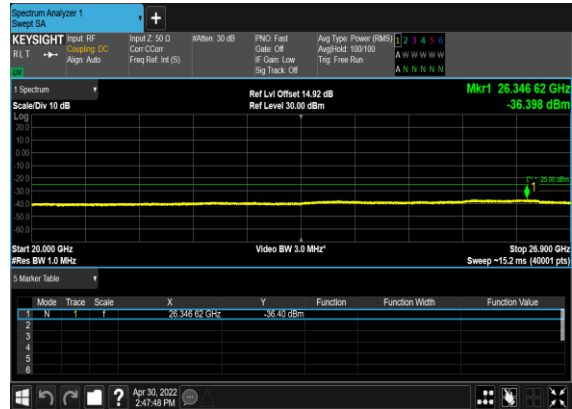 Spectrum Analyzer 1
Swept SA
KEYSIGHT Input: RF Input Z: 50 Ω #Atten: 30 dB PNO: Fast Avg Type: Power (RMS) 1 2 3 4 5 6
RLT Coupling: DC Corr CCorr Gate: Off Avg|Hold: 100/100 A W W W W W
Align: Auto Freq Ref: Int (S) IF Gain: Low Trig: Free Run
Sig Track: Off A N N N N N
1 Spectrum Ref Lvl Offset 14.92 dB Mkr1 26.346 62 GHz
Scale/Div 10 dB Ref Level 30.00 dBm -36.398 dBm
Log
20.0
10.0
0.00
-10.0
-20.0
-25.00 dBm
1
-30.0
-40.0
-50.0
-60.0
Start 20.000 GHz Video BW 3.0 MHz* Stop 26.900 GHz
#Res BW 1.0 MHz Sweep ~15.2 ms (40001 pts)
5 Marker Table
Mode Trace Scale X Y Function Function Width Function Value
1 N 1 f 26.346 62 GHz -36.40 dBm
2
3
4
5
6
? Apr 30, 2022
2:47:48 PM